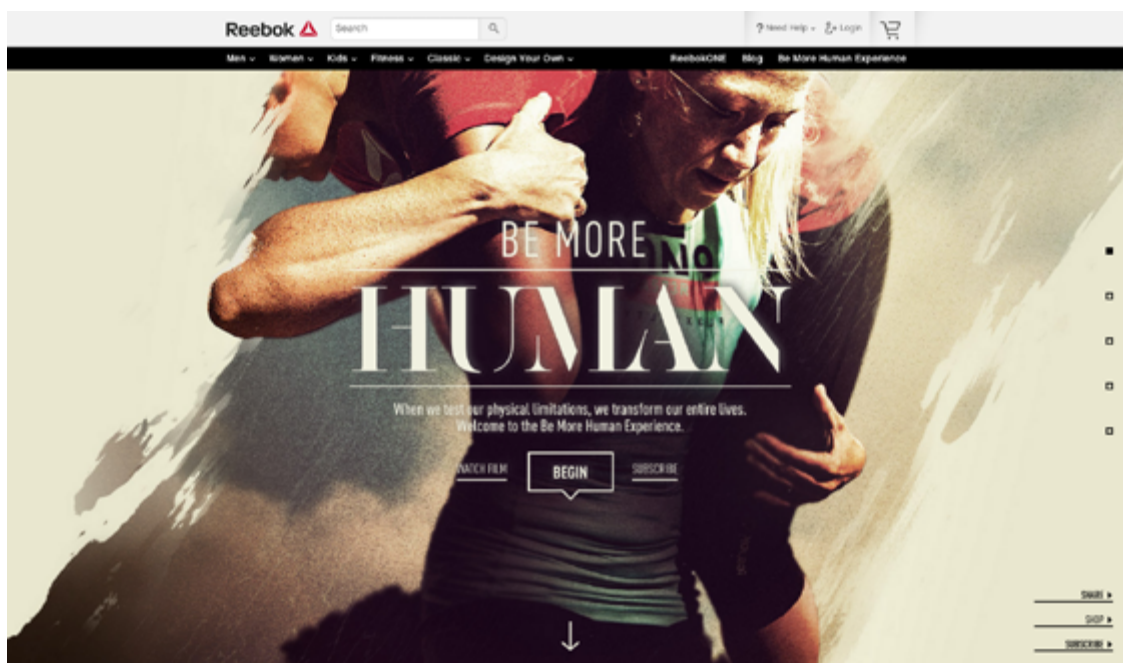 Reebok
Search
? Need Help Login
Men Women Kids Fitness Classic Design Your Own ReebokONE Blog Be More Human Experience
BE MORE
HUMAN
When we test our physical limitations, we transform our entire lives.
Welcome to the Be More Human Experience.
WATCH FILM BEGIN SUBSCRIBE
SHARE
SHOP
SUBSCRIBE